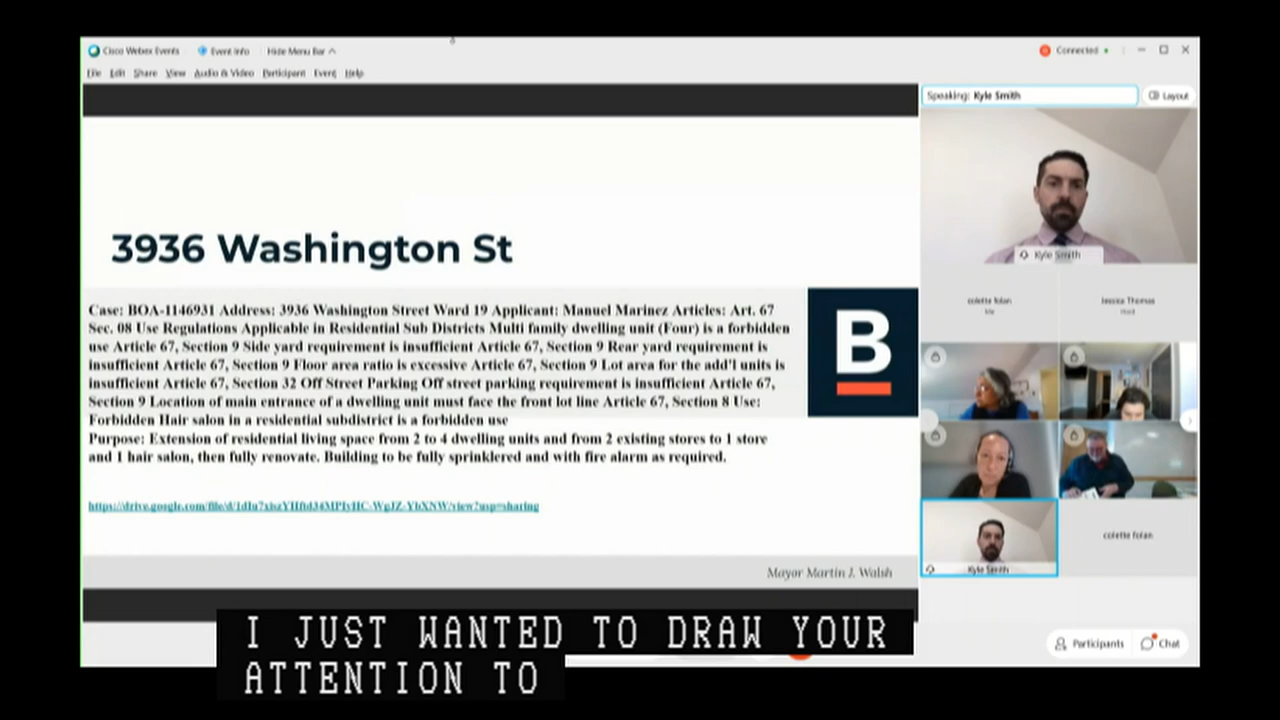 Cisco Webex Events Event Info Hide Menu Bar Connected
File Edit Share View Audio & Video Participant Event Help
Speaking: Kyle Smith Layout
Kyle Smith
3936 Washington St
colette folan Jessica Thomas
Me Host
Case: BOA-1146931 Address: 3936 Washington Street Ward 19 Applicant: Manuel Marinez Articles: Art. 67
Sec. 08 Use Regulations Applicable in Residential Sub Districts Multi family dwelling unit (Four) is a forbidden
use Article 67, Section 9 Side yard requirement is insufficient Article 67, Section 9 Rear yard requirement is
insufficient Article 67, Section 9 Floor area ratio is excessive Article 67, Section 9 Lot area for the add'l units is
insufficient Article 67, Section 32 Off Street Parking Off street parking requirement is insufficient Article 67,
Section 9 Location of main entrance of a dwelling unit must face the front lot line Article 67, Section 8 Use:
Forbidden Hair salon in a residential subdistrict is a forbidden use
Purpose: Extension of residential living space from 2 to 4 dwelling units and from 2 existing stores to 1 store
and 1 hair salon, then fully renovate. Building to be fully sprinklered and with fire alarm as required.
B
colette folan
Kyle Smith
Mayor Martin J. Walsh
I JUST WANTED TO DRAW YOUR
ATTENTION TO
Participants Chat